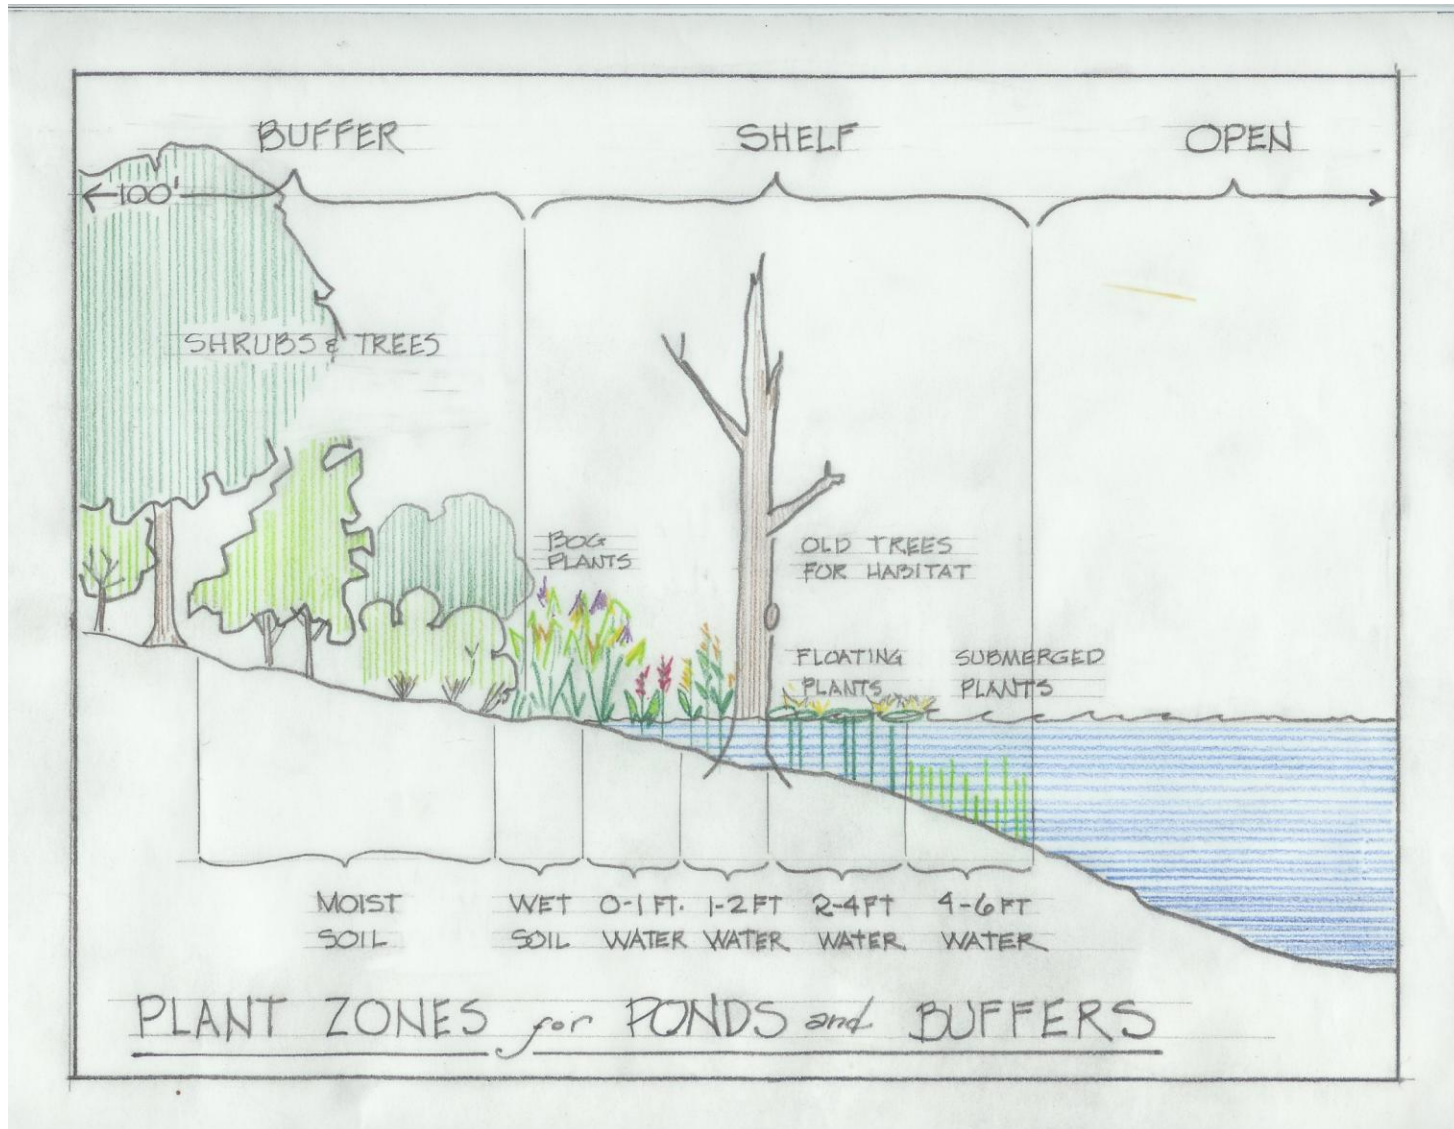 BUFFER
SHELF
OPEN
100'
SHRUBS & TREES
BOG
PLANTS
OLD TREES
FOR HABITAT
FLOATING
PLANTS
SUBMERGED
PLANTS
MOIST
SOIL
WET
SOIL
0-1 FT.
WATER
1-2 FT
WATER
2-4 FT
WATER
4-6 FT
WATER
PLANT ZONES for PONDS and BUFFERS